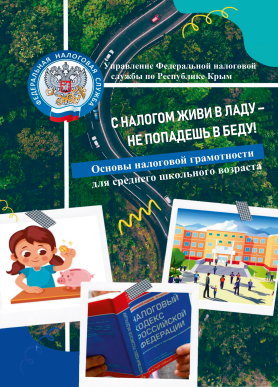 ФЕДЕРАЛЬНАЯ НАЛОГОВАЯ СЛУЖБА
Управление Федеральной налоговой
службы по Республике Крым
С НАЛОГОМ ЖИВИ В ЛАДУ –
НЕ ПОПАДЕШЬ В БЕДУ!
Основы налоговой грамотности
для среднего школьного возраста
НАЛОГОВЫЙ
КОДЕКС
РОССИЙСКОЙ
ФЕДЕРАЦИИ